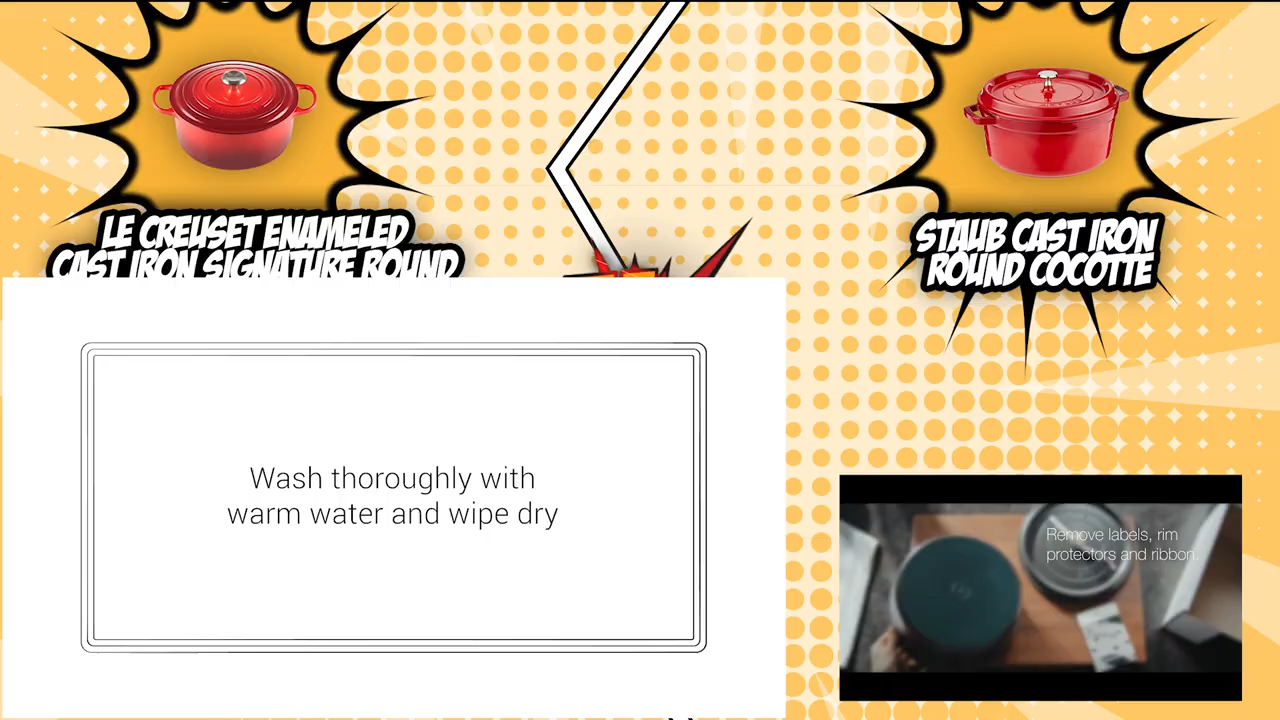 LE CREUSET ENAMELED
CAST IRON SIGNATURE ROUND
STAUB CAST IRON
ROUND COCOTTE
Wash thoroughly with
warm water and wipe dry
Remove labels, rim
protectors and ribbon.